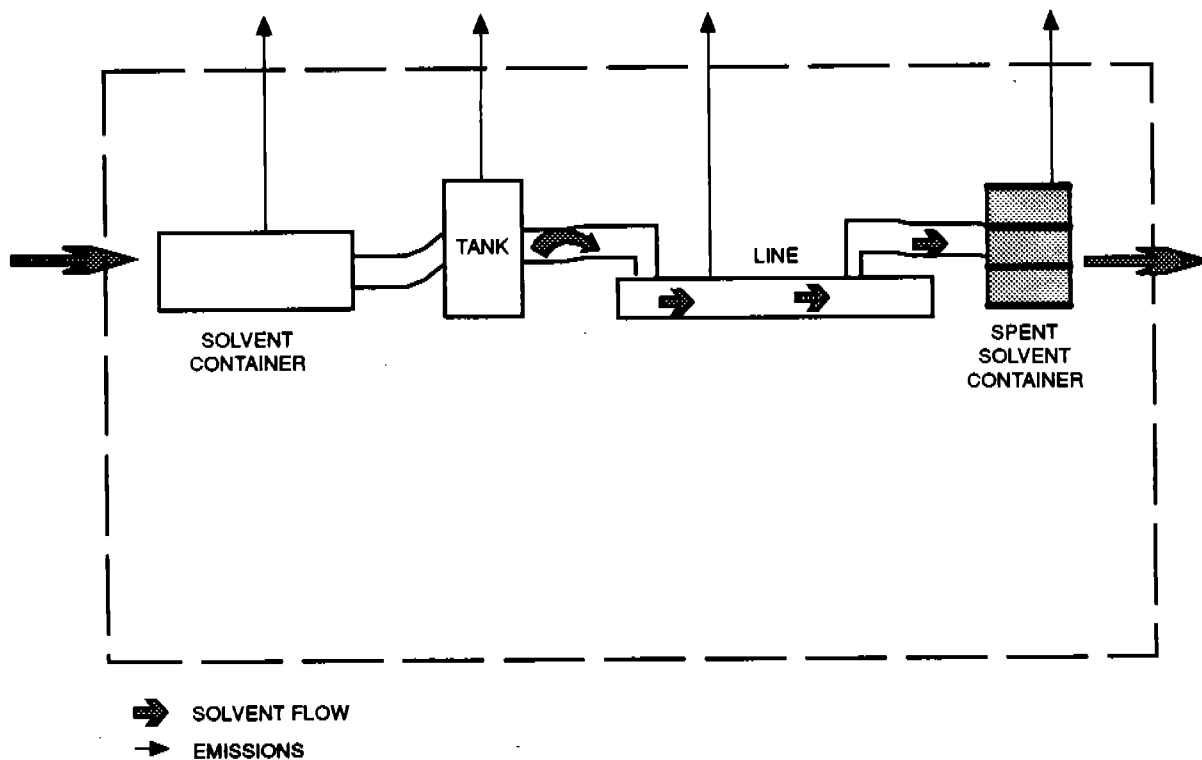 TANK
LINE
SOLVENT
CONTAINER
SPENT
SOLVENT
CONTAINER
SOLVENT FLOW
EMISSIONS